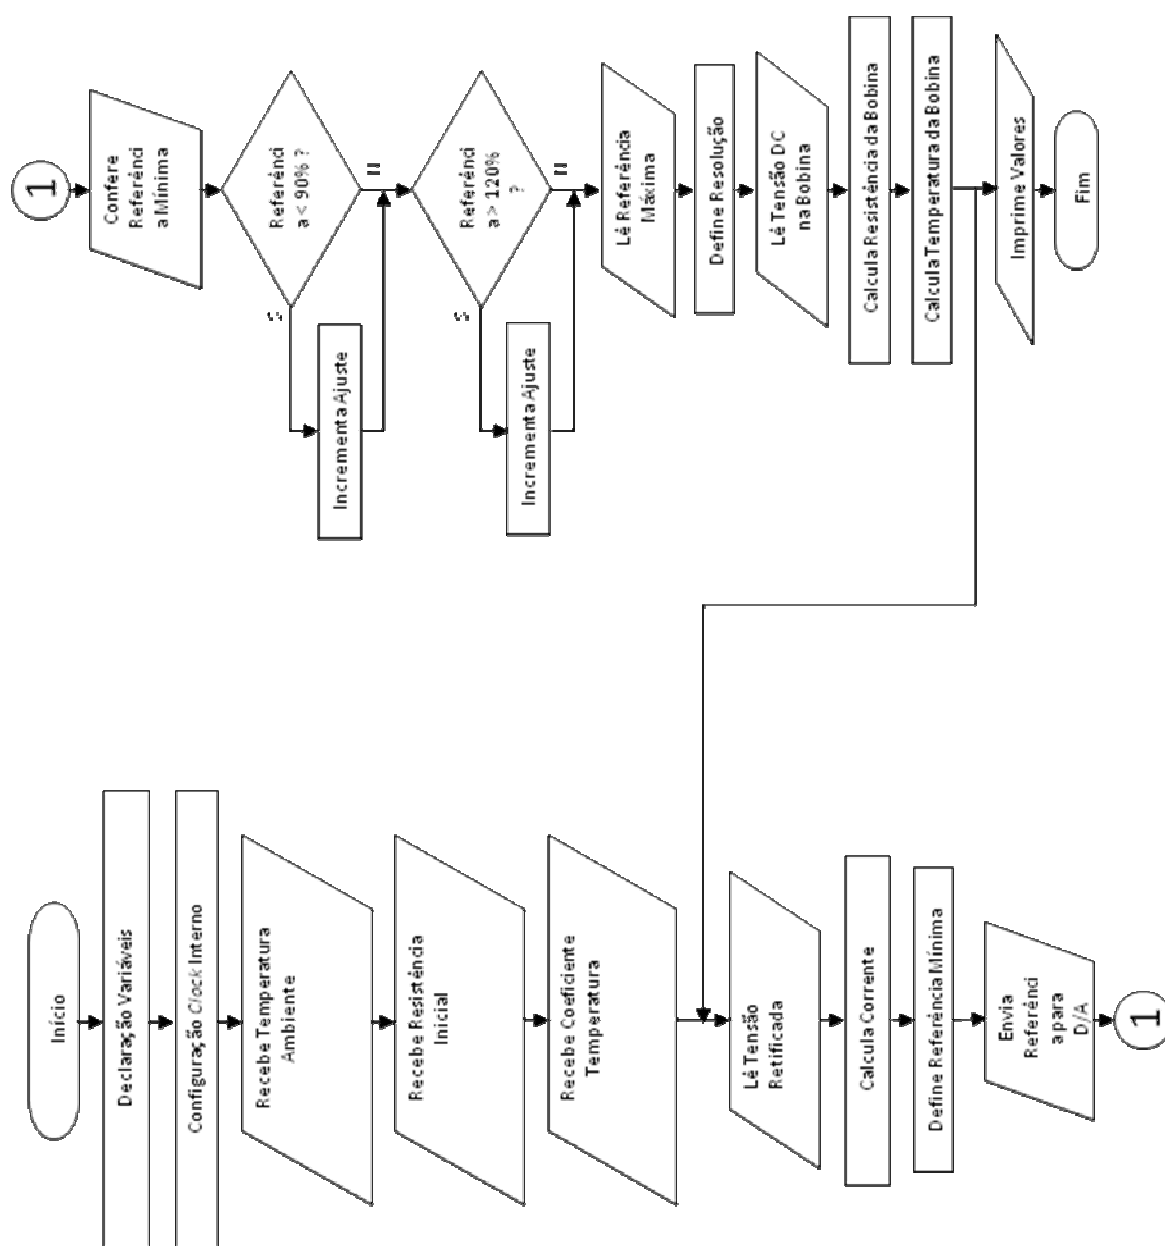 Início
Declaração Variáveis
Configuração Clock Interno
Recebe Temperatura
Ambiente
Recebe Resistência
Inicial
Recebe Coeficiente
Temperatura
Lê Tensão
Retificada
Calcula Corrente
Define Referência Mínima
Envia
Referênci
a para
D/A
1
1
Confere
Referênci
a Mínima
Referênci
a < 90% ?
S
N
Incrementa Ajuste
Referênci
a > 120%
?
S
N
Incrementa Ajuste
Lê Referência
Máxima
Define Resolução
Lê Tensão DC
na Bobina
Calcula Resistência da Bobina
Calcula Temperatura da Bobina
Imprime Valores
Fim